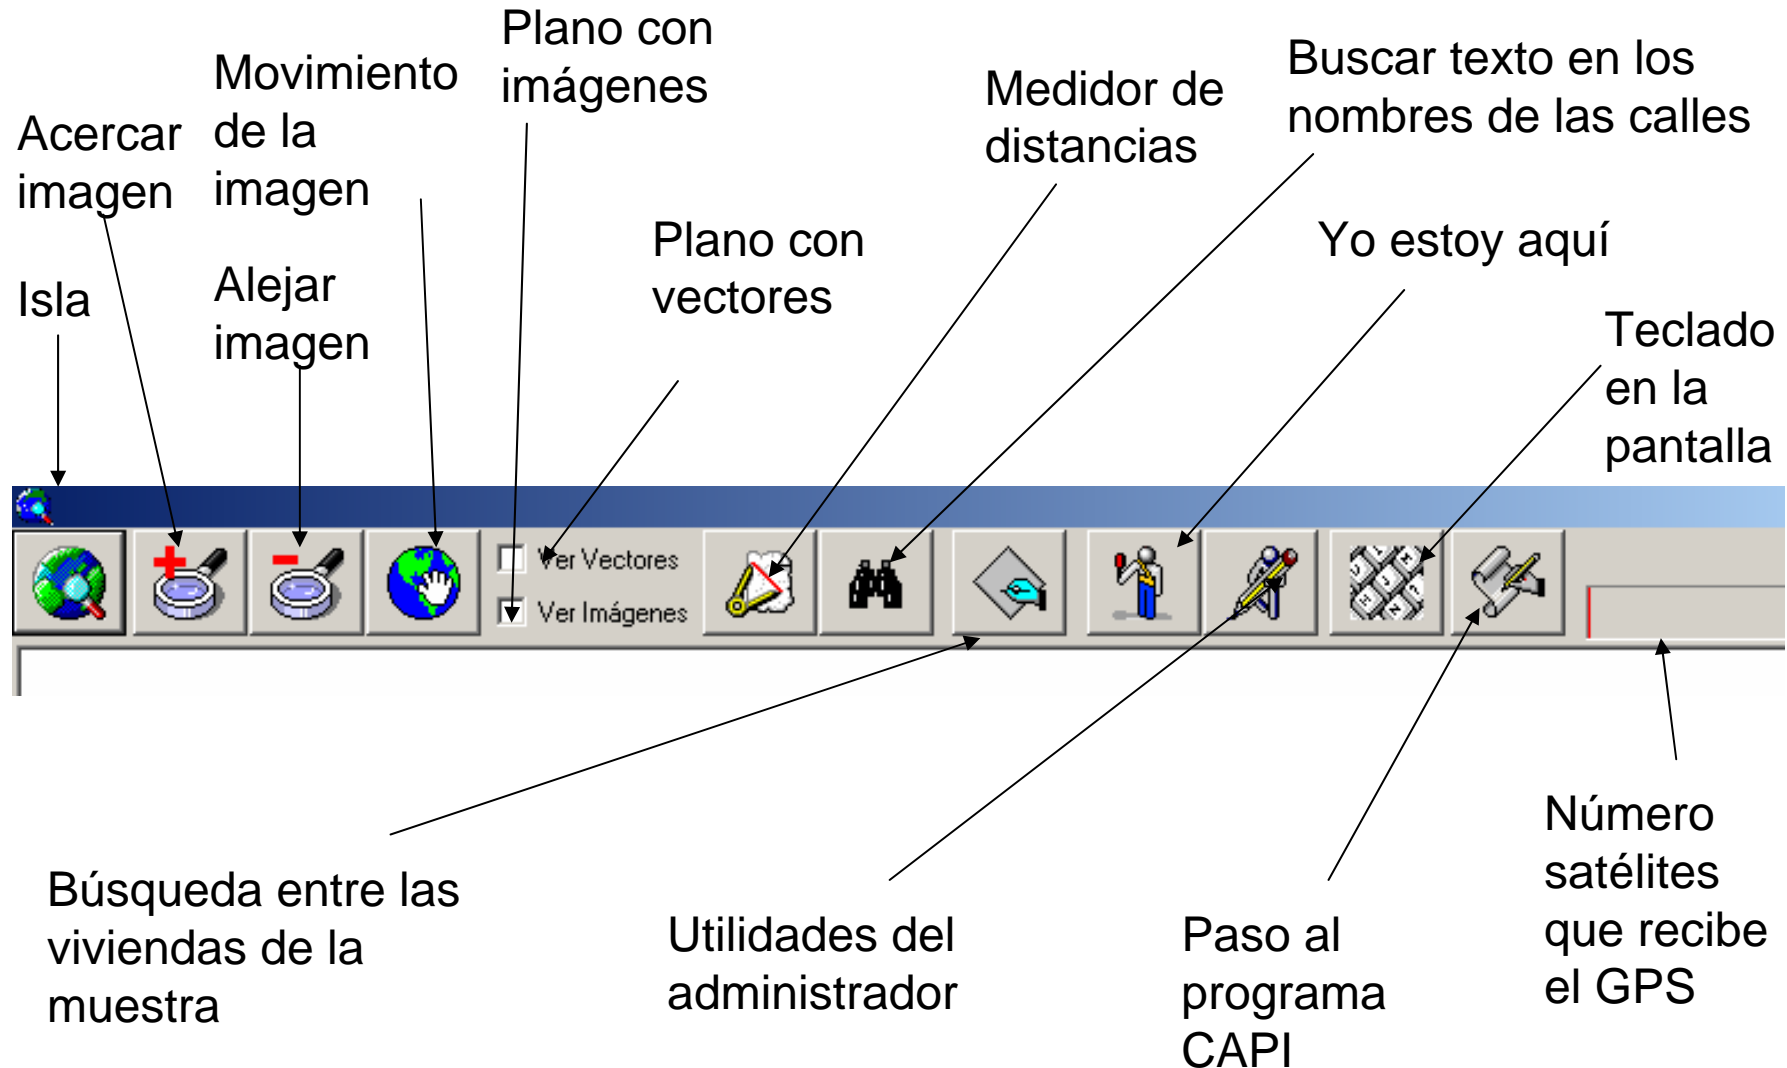 Plano con
imágenes
Movimiento
de la
imagen
Acercar
imagen
Medidor de
distancias
Buscar texto en los
nombres de las calles
Isla
Alejar
imagen
Plano con
vectores
Yo estoy aquí
Teclado
en la
pantalla
Ver Vectores
Ver Imágenes
Búsqueda entre las
viviendas de la
muestra
Utilidades del
administrador
Paso al
programa
CAPI
Número
satélites
que recibe
el GPS